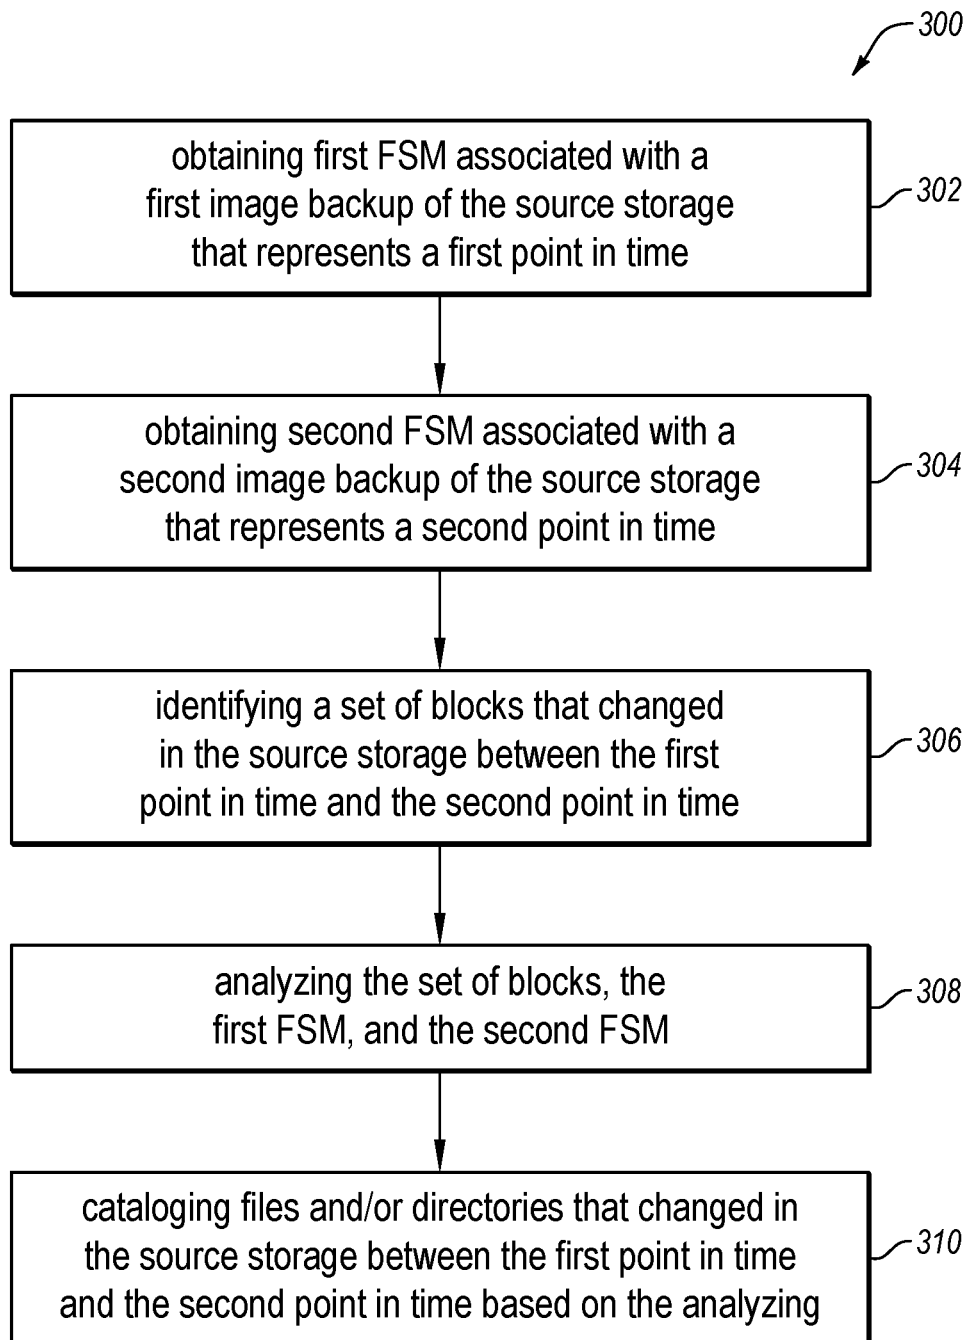 300
obtaining first FSM associated with a
first image backup of the source storage
that represents a first point in time
302
obtaining second FSM associated with a
second image backup of the source storage
that represents a second point in time
304
identifying a set of blocks that changed
in the source storage between the first
point in time and the second point in time
306
analyzing the set of blocks, the
first FSM, and the second FSM
308
cataloging files and/or directories that changed in
the source storage between the first point in time
and the second point in time based on the analyzing
310